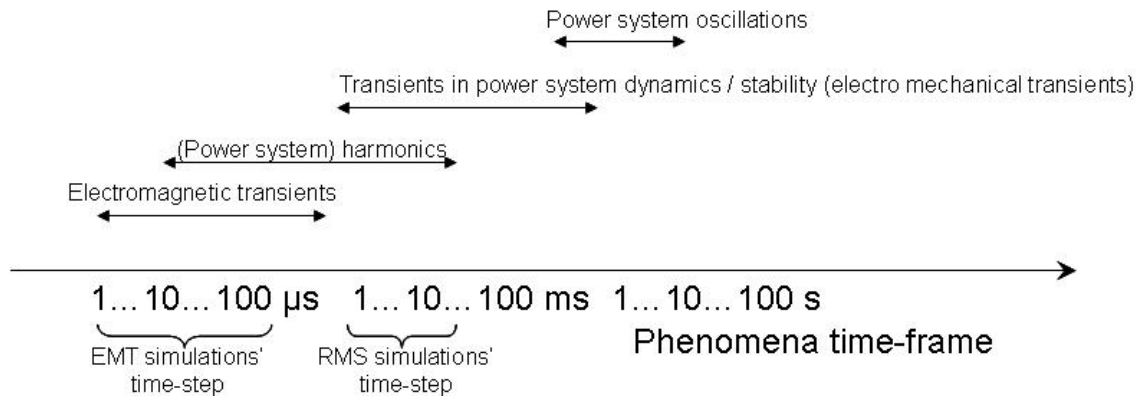 Power system oscillations
Transients in power system dynamics / stability (electro mechanical transients)
(Power system) harmonics
Electromagnetic transients
1... 10... 100 µs 1... 10... 100 ms 1... 10... 100 s
EMT simulations' RMS simulations' Phenomena time-frame
time-step time-step